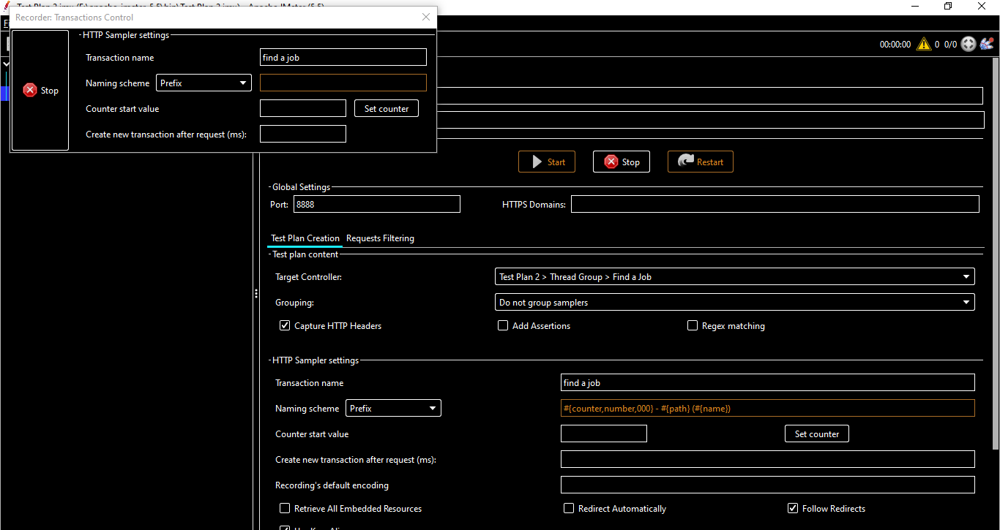 Recorder: Transactions Control
HTTP Sampler settings
Transaction name find a job
Naming scheme Prefix
Stop
Counter start value Set counter
Create new transaction after request (ms):
00:00:00 0 0/0
Start Stop Restart
Global Settings
Port: 8888 HTTPS Domains:
Test Plan Creation Requests Filtering
Test plan content
Target Controller: Test Plan 2 > Thread Group > Find a Job
Grouping: Do not group samplers
Capture HTTP Headers Add Assertions Regex matching
HTTP Sampler settings
Transaction name find a job
Naming scheme Prefix #{counter,number,000} - #{path} (#{name})
Counter start value Set counter
Create new transaction after request (ms):
Recording's default encoding
Retrieve All Embedded Resources Redirect Automatically Follow Redirects